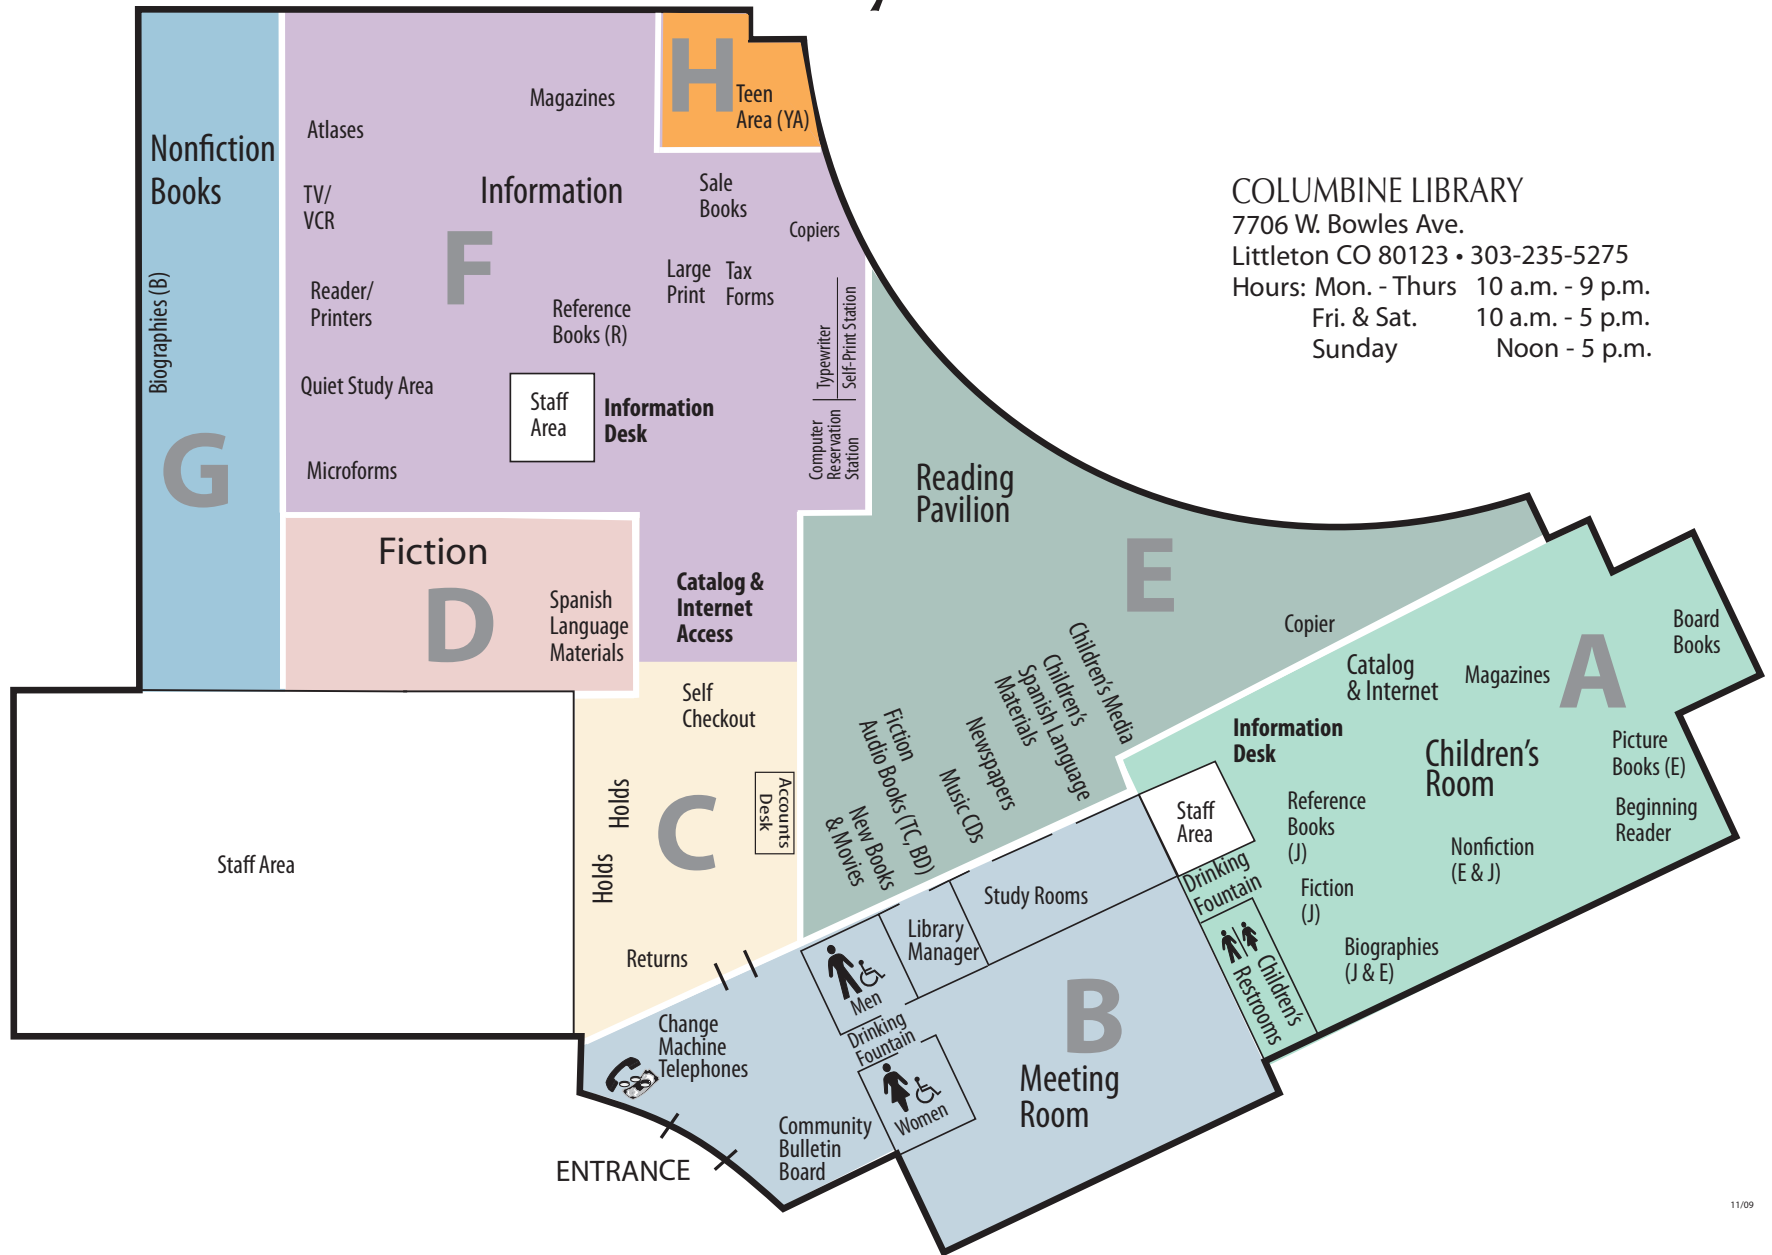 H
Teen
Area (YA)
Magazines
Atlases
Nonfiction
Books
TV/
VCR
Information
F
Sale
Books
Copiers
Large
Print
Tax
Forms
Reader/
Printers
Reference
Books (R)
Biographies (B)
Typewriter
Self-Print Station
Quiet Study Area
Staff
Area
Information
Desk
Computer
Reservation
Station
Microforms
G
COLUMBINE LIBRARY
7706 W. Bowles Ave.
Littleton CO 80123 • 303-235-5275
Hours: Mon. - Thurs 10 a.m. - 9 p.m.
Fri. & Sat. 10 a.m. - 5 p.m.
Sunday Noon - 5 p.m.
Reading
Pavilion
E
Copier
Fiction
D
Spanish
Language
Materials
Catalog &
Internet
Access
Self
Checkout
Holds
Holds
C
Accounts
Desk
Returns
Staff Area
Children's Media
Children's
Spanish Language
Materials
Newspapers
Music CDs
Fiction
Audio Books (TC, BD)
New Books
& Movies
Board
Books
A
Magazines
Catalog
& Internet
Information
Desk
Children's
Room
Picture
Books (E)
Beginning
Reader
Reference
Books
(J)
Nonfiction
(E & J)
Fiction
(J)
Biographies
(J & E)
Staff
Area
Drinking
Fountain
Children's
Restrooms
Study Rooms
Library
Manager
Men
Drinking
Fountain
Women
B
Meeting
Room
Change
Machine
Telephones
Community
Bulletin
Board
ENTRANCE
11/09